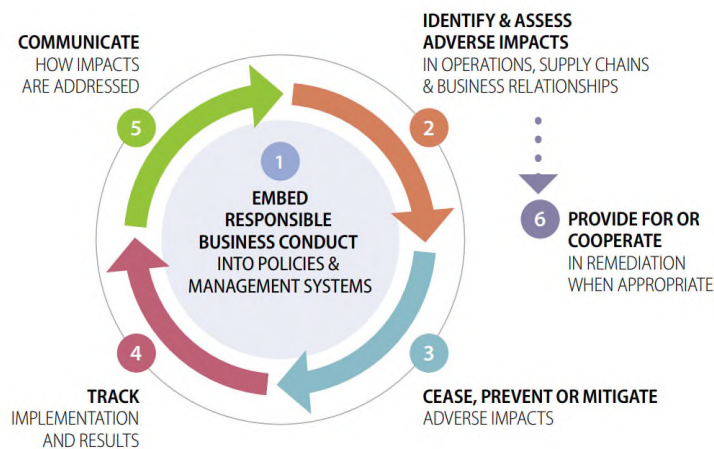 1
EMBED
RESPONSIBLE
BUSINESS CONDUCT
INTO POLICIES &
MANAGEMENT SYSTEMS
2
IDENTIFY & ASSESS
ADVERSE IMPACTS
IN OPERATIONS, SUPPLY CHAINS
& BUSINESS RELATIONSHIPS
3
CEASE, PREVENT OR MITIGATE
ADVERSE IMPACTS
4
TRACK
IMPLEMENTATION
AND RESULTS
5
COMMUNICATE
HOW IMPACTS
ARE ADDRESSED
6
PROVIDE FOR OR
COOPERATE
IN REMEDIATION
WHEN APPROPRIATE